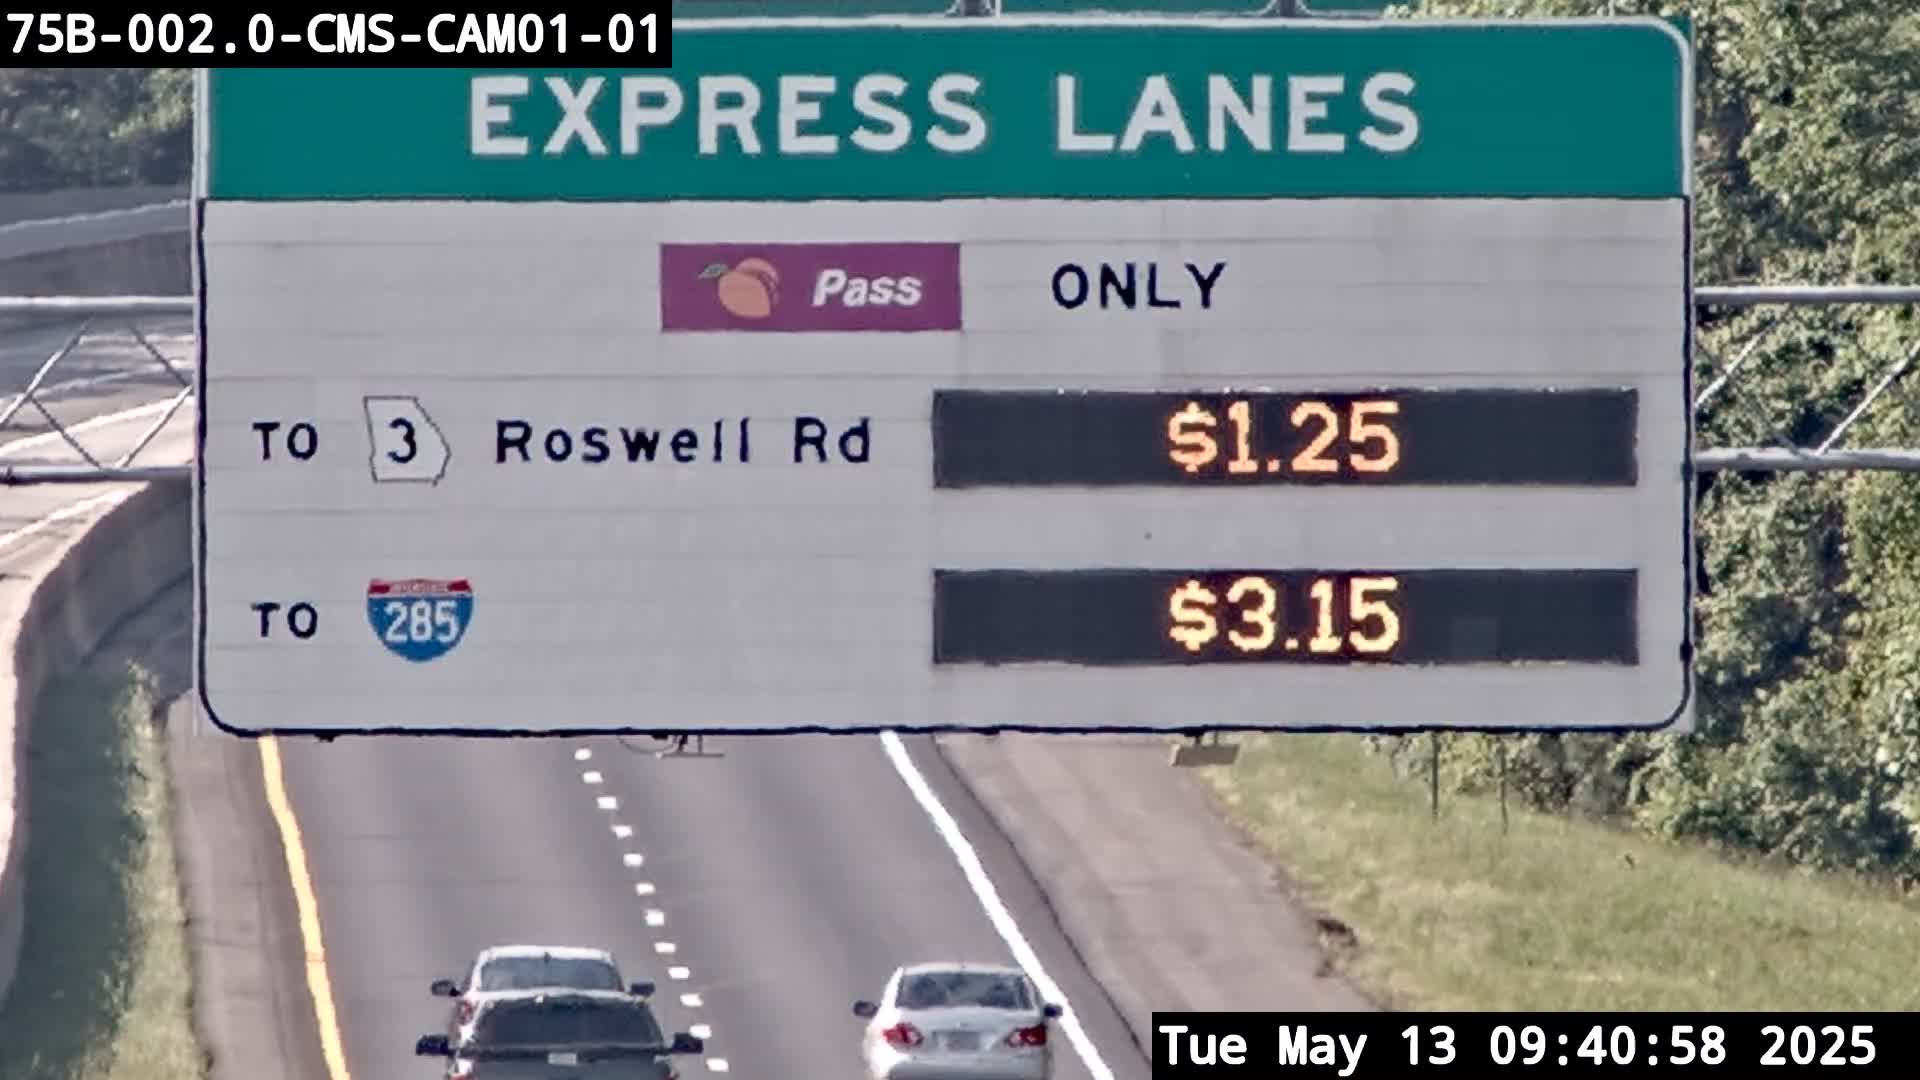 75B-002.0-CMS-CAM01-01
EXPRESS LANES
Pass ONLY
TO 3 Roswell Rd $1.25
TO INTERSTATE 285 $3.15
Tue May 13 09:40:58 2025